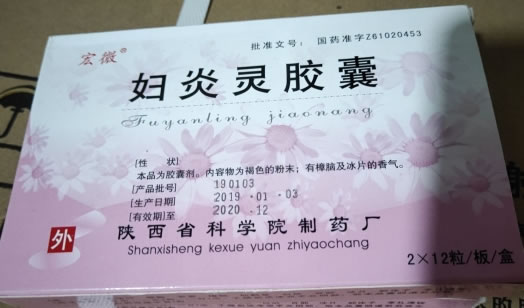 宏微®
批准文号：国药准字Z61020453
妇炎灵胶囊
Fuyanling jiaonang
[性 状]
本品为胶囊剂。内容物为褐色的粉末；有樟脑及冰片的香气。
[产品批号] 190103
[生产日期] 2019 . 01 . 03
[有效期]至 2020 . 12
外
陕西省科学院制药厂
Shanxisheng kexue yuan zhiyaochang
2×12粒/板/盒